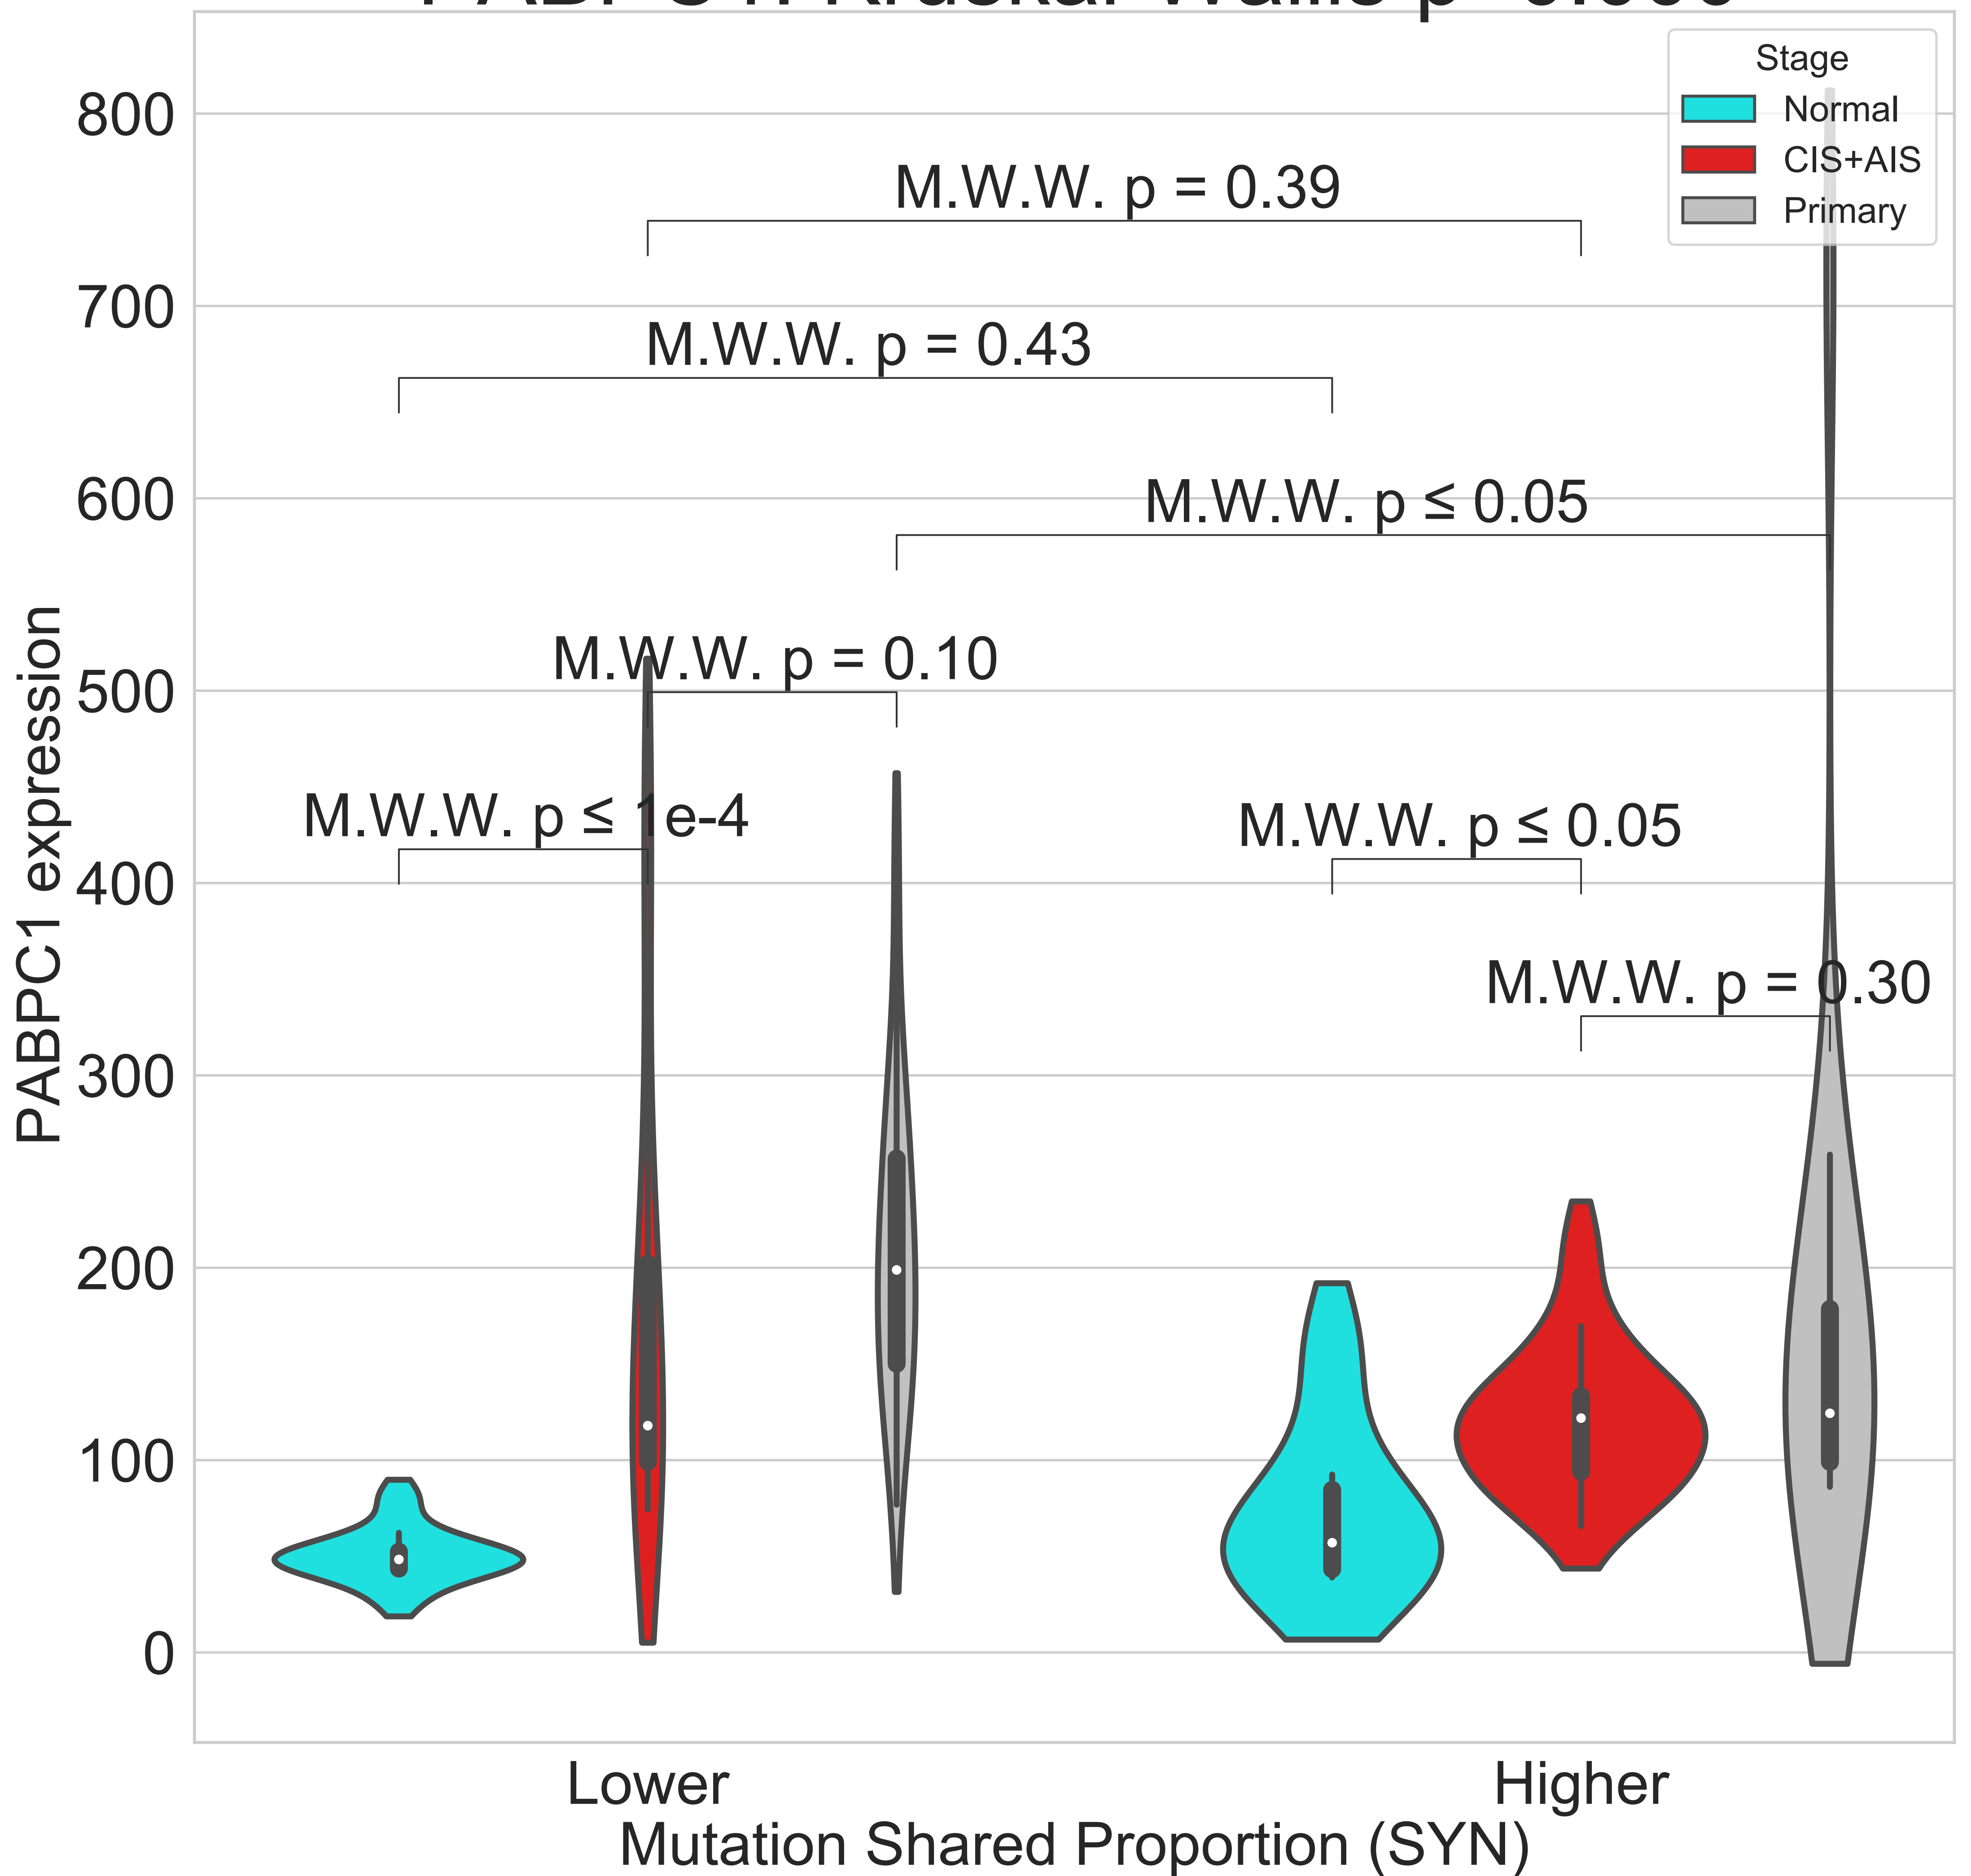 Stage
Normal
CIS+AIS
Primary
800
700
600
500
400
300
200
100
0
PABPC1 expression
M.W.W. p = 0.39
M.W.W. p = 0.43
M.W.W. p ≤ 0.05
M.W.W. p = 0.10
M.W.W. p ≤ 1e-4
M.W.W. p ≤ 0.05
M.W.W. p = 0.30
Lower
Higher
Mutation Shared Proportion (SYN)